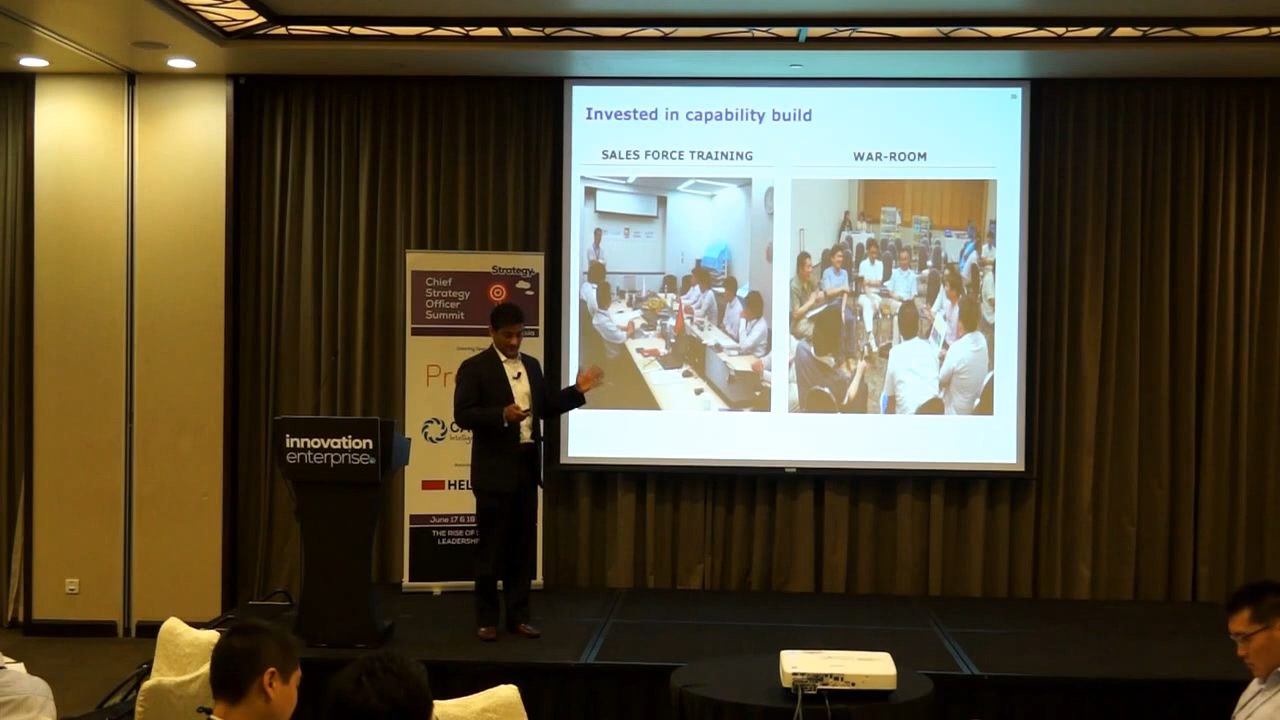 Invested in capability build
SALES FORCE TRAINING
WAR-ROOM
Strategy
Chief
Strategy
Officer
Summit
innovation
enterprise
June 17 & 18
THE RISE OF
LEADERSHIP